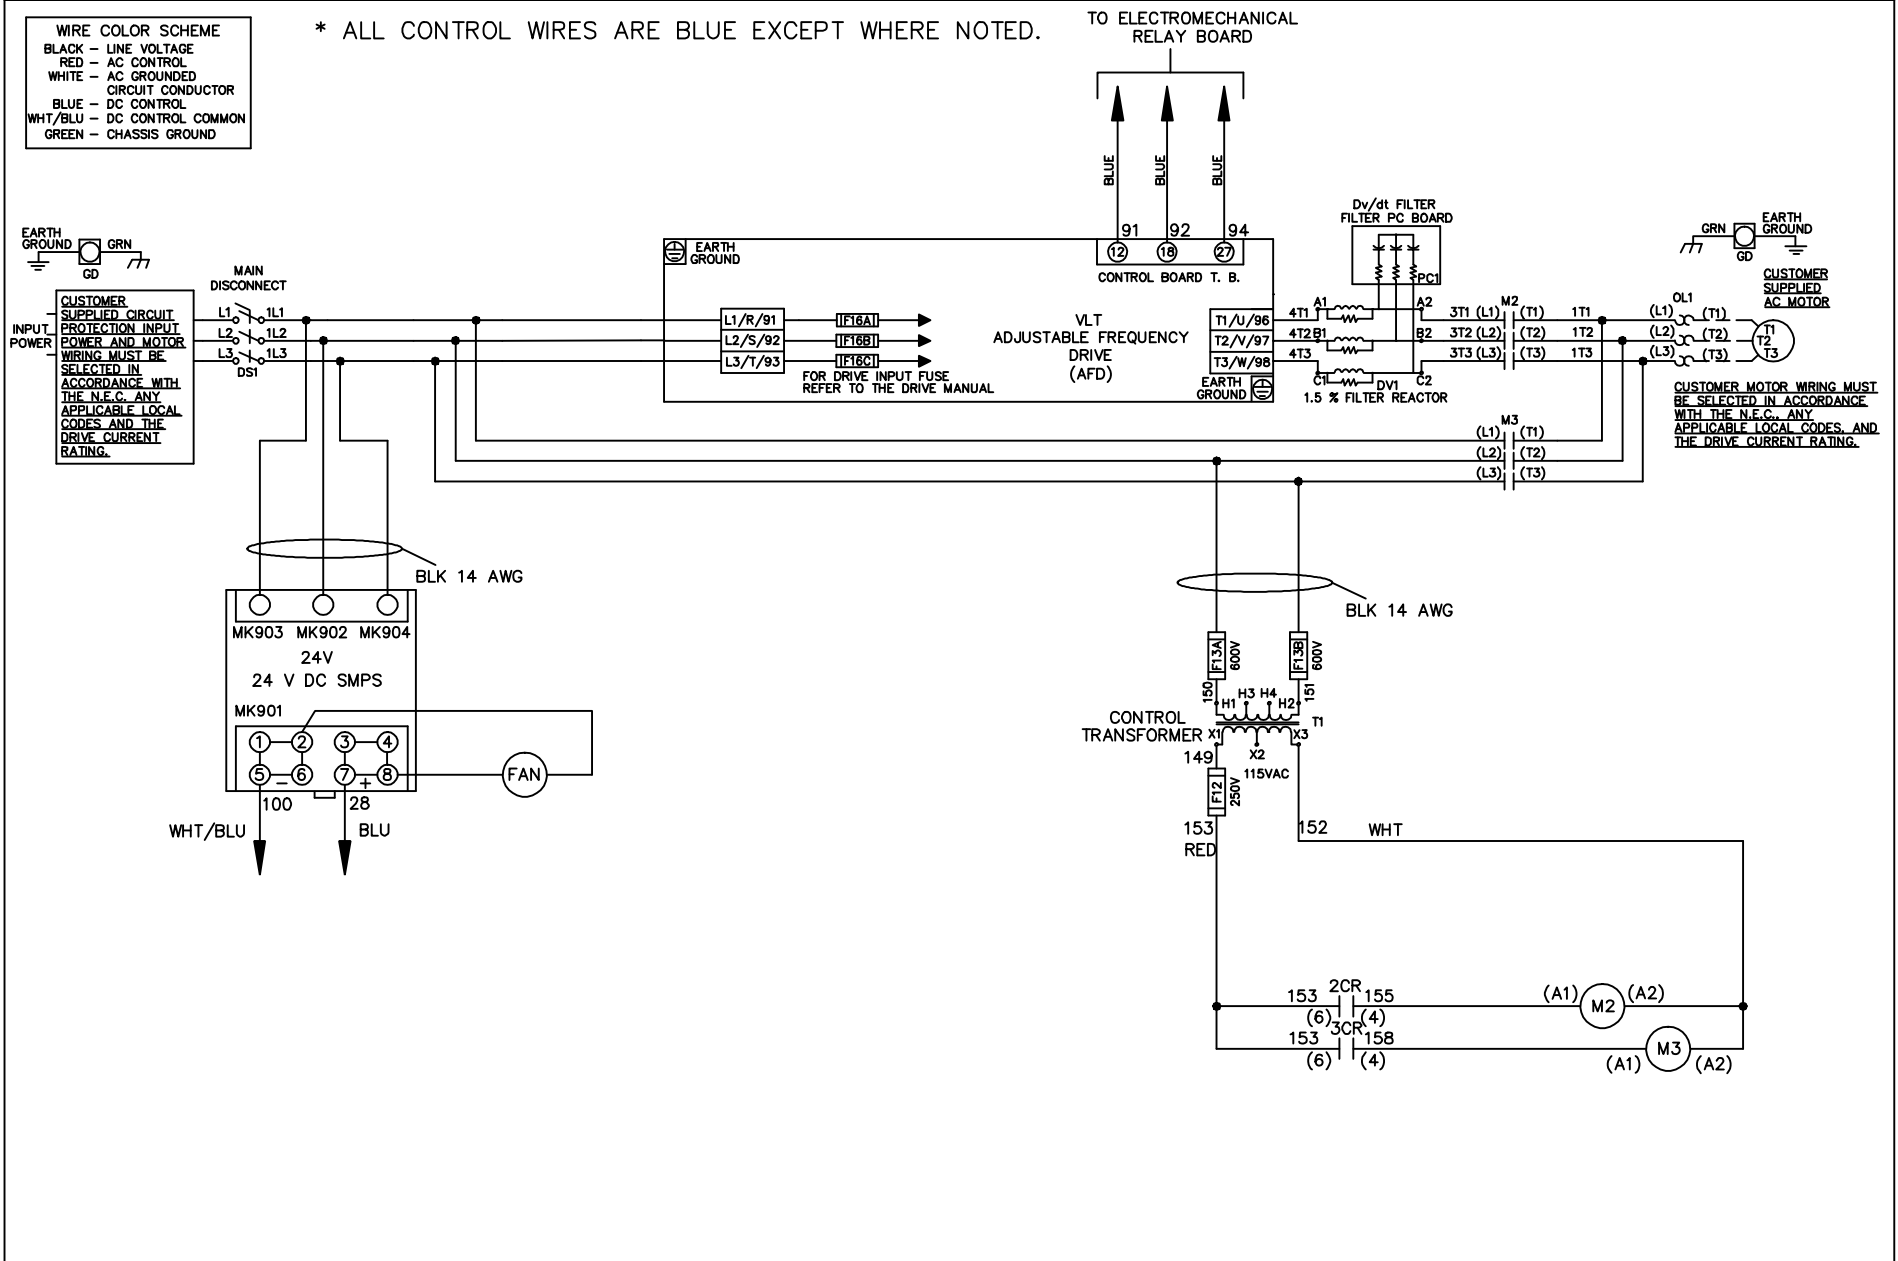 WIRE COLOR SCHEME
BLACK – LINE VOLTAGE
RED – AC CONTROL
WHITE – AC GROUNDED
CIRCUIT CONDUCTOR
BLUE – DC CONTROL
WHT/BLU – DC CONTROL COMMON
GREEN – CHASSIS GROUND
* ALL CONTROL WIRES ARE BLUE EXCEPT WHERE NOTED.
TO ELECTROMECHANICAL
RELAY BOARD
BLUE
BLUE
BLUE
91 92 94
12 18 27
CONTROL BOARD T. B.
EARTH
GROUND
GRN
GD
MAIN
DISCONNECT
L1 1L1
L2 1L2
L3 1L3
DS1
INPUT
POWER
CUSTOMER
SUPPLIED CIRCUIT
PROTECTION INPUT
POWER AND MOTOR
WIRING MUST BE
SELECTED IN
ACCORDANCE WITH
THE N.E.C. ANY
APPLICABLE LOCAL
CODES AND THE
DRIVE CURRENT
RATING.
EARTH
GROUND
L1/R/91
L2/S/92
L3/T/93
F16A
F16B
F16C
FOR DRIVE INPUT FUSE
REFER TO THE DRIVE MANUAL
VLT
ADJUSTABLE FREQUENCY
DRIVE
(AFD)
T1/U/96
T2/V/97
T3/W/98
EARTH
GROUND
4T1
4T2
4T3
Dv/dt FILTER
FILTER PC BOARD
PC1
A1 A2
B1 B2
C1 C2
DV1
1.5 % FILTER REACTOR
M2
3T1 (L1) (T1) 1T1
3T2 (L2) (T2) 1T2
3T3 (L3) (T3) 1T3
OL1
(L1) (T1)
(L2) (T2)
(L3) (T3)
T1
T2
T3
GRN
GD
EARTH
GROUND
CUSTOMER
SUPPLIED
AC MOTOR
CUSTOMER MOTOR WIRING MUST
BE SELECTED IN ACCORDANCE
WITH THE N.E.C., ANY
APPLICABLE LOCAL CODES, AND
THE DRIVE CURRENT RATING.
M3
(L1) (T1)
(L2) (T2)
(L3) (T3)
BLK 14 AWG
MK903 MK902 MK904
24V
24 V DC SMPS
MK901
1 2 3 4
5 – 6 7 + 8
FAN
100 28
WHT/BLU BLU
BLK 14 AWG
F13A 600V
F13B 600V
150 151
H1 H3 H4 H2
T1
CONTROL
TRANSFORMER
X1 X2 X3
149
115VAC
F12 250V
153
RED
152 WHT
153 2CR 155 (A1) M2 (A2)
(6) (4)
153 3CR 158 M3
(6) (4) (A1) (A2)